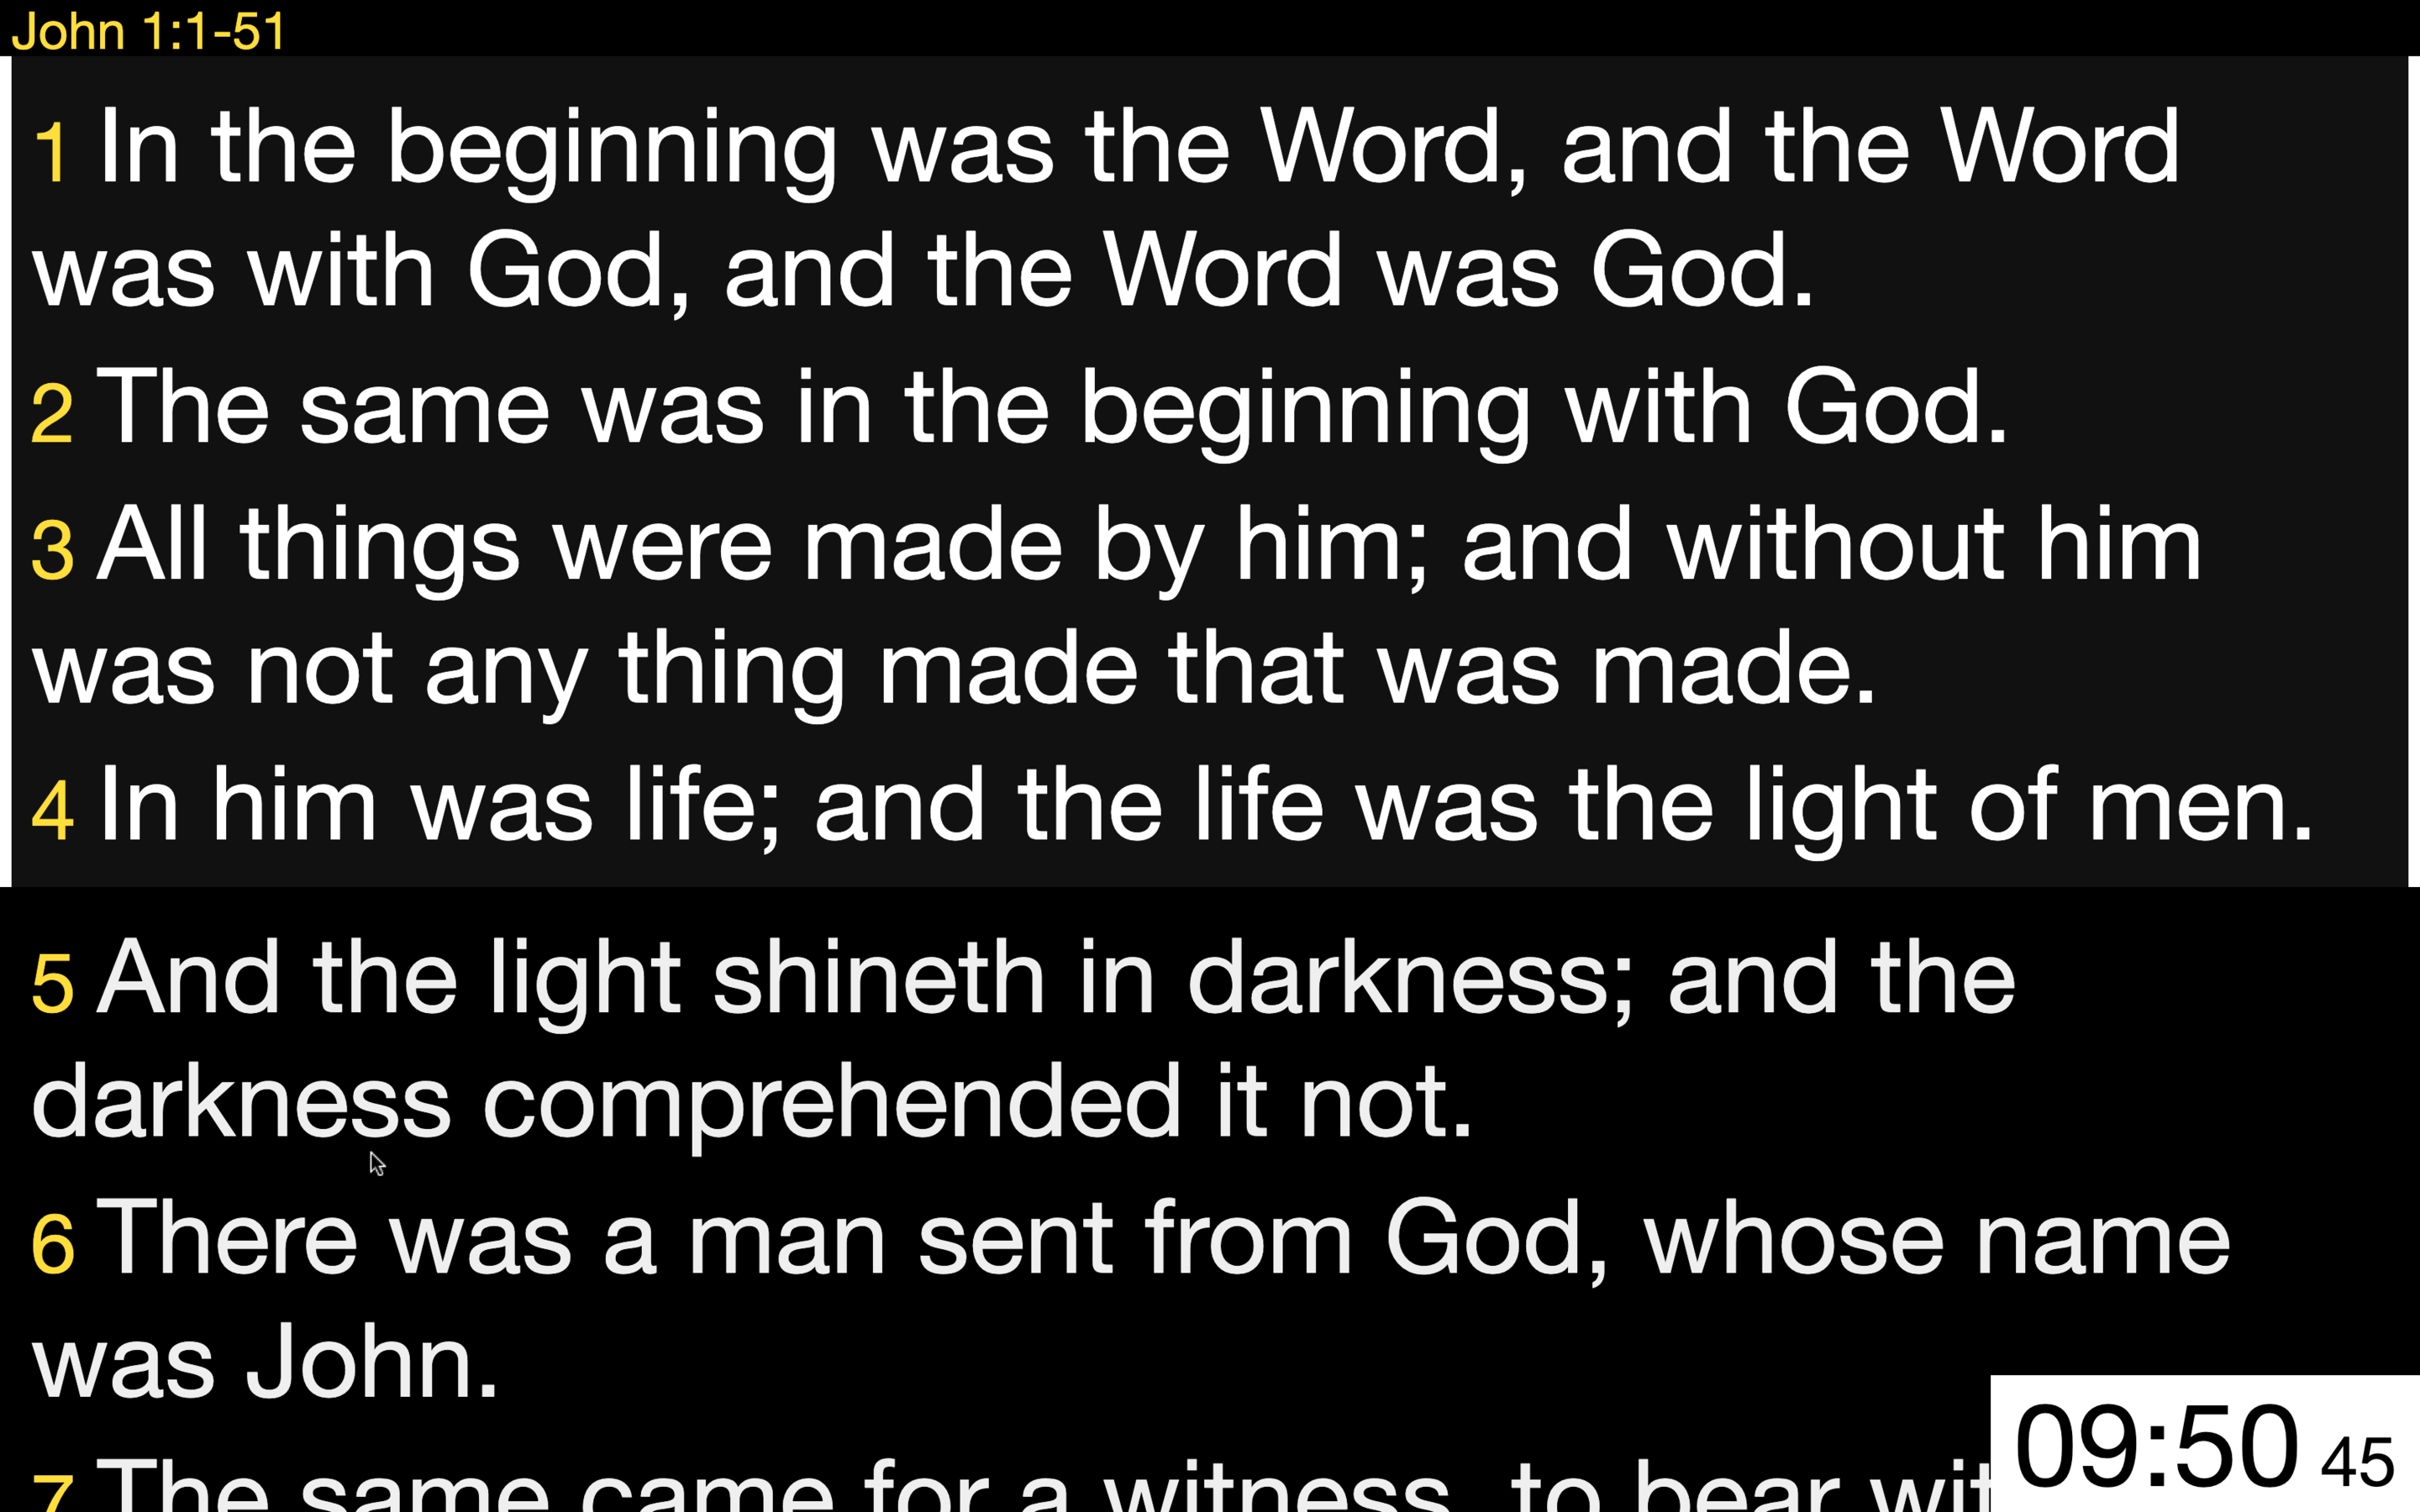 John 1:1-51
1 In the beginning was the Word, and the Word
was with God, and the Word was God.
2 The same was in the beginning with God.
3 All things were made by him; and without him
was not any thing made that was made.
4 In him was life; and the life was the light of men.
5 And the light shineth in darkness; and the
darkness comprehended it not.
6 There was a man sent from God, whose name
was John.
7 The same came for a witness, to bear wit
09:50 45